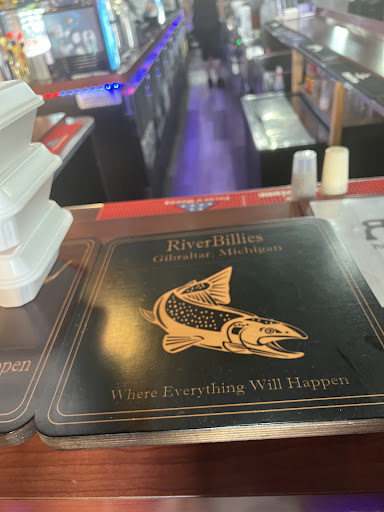 RiverBillies
Gibraltar, Michigan
Where Everything Will Happen
ppen